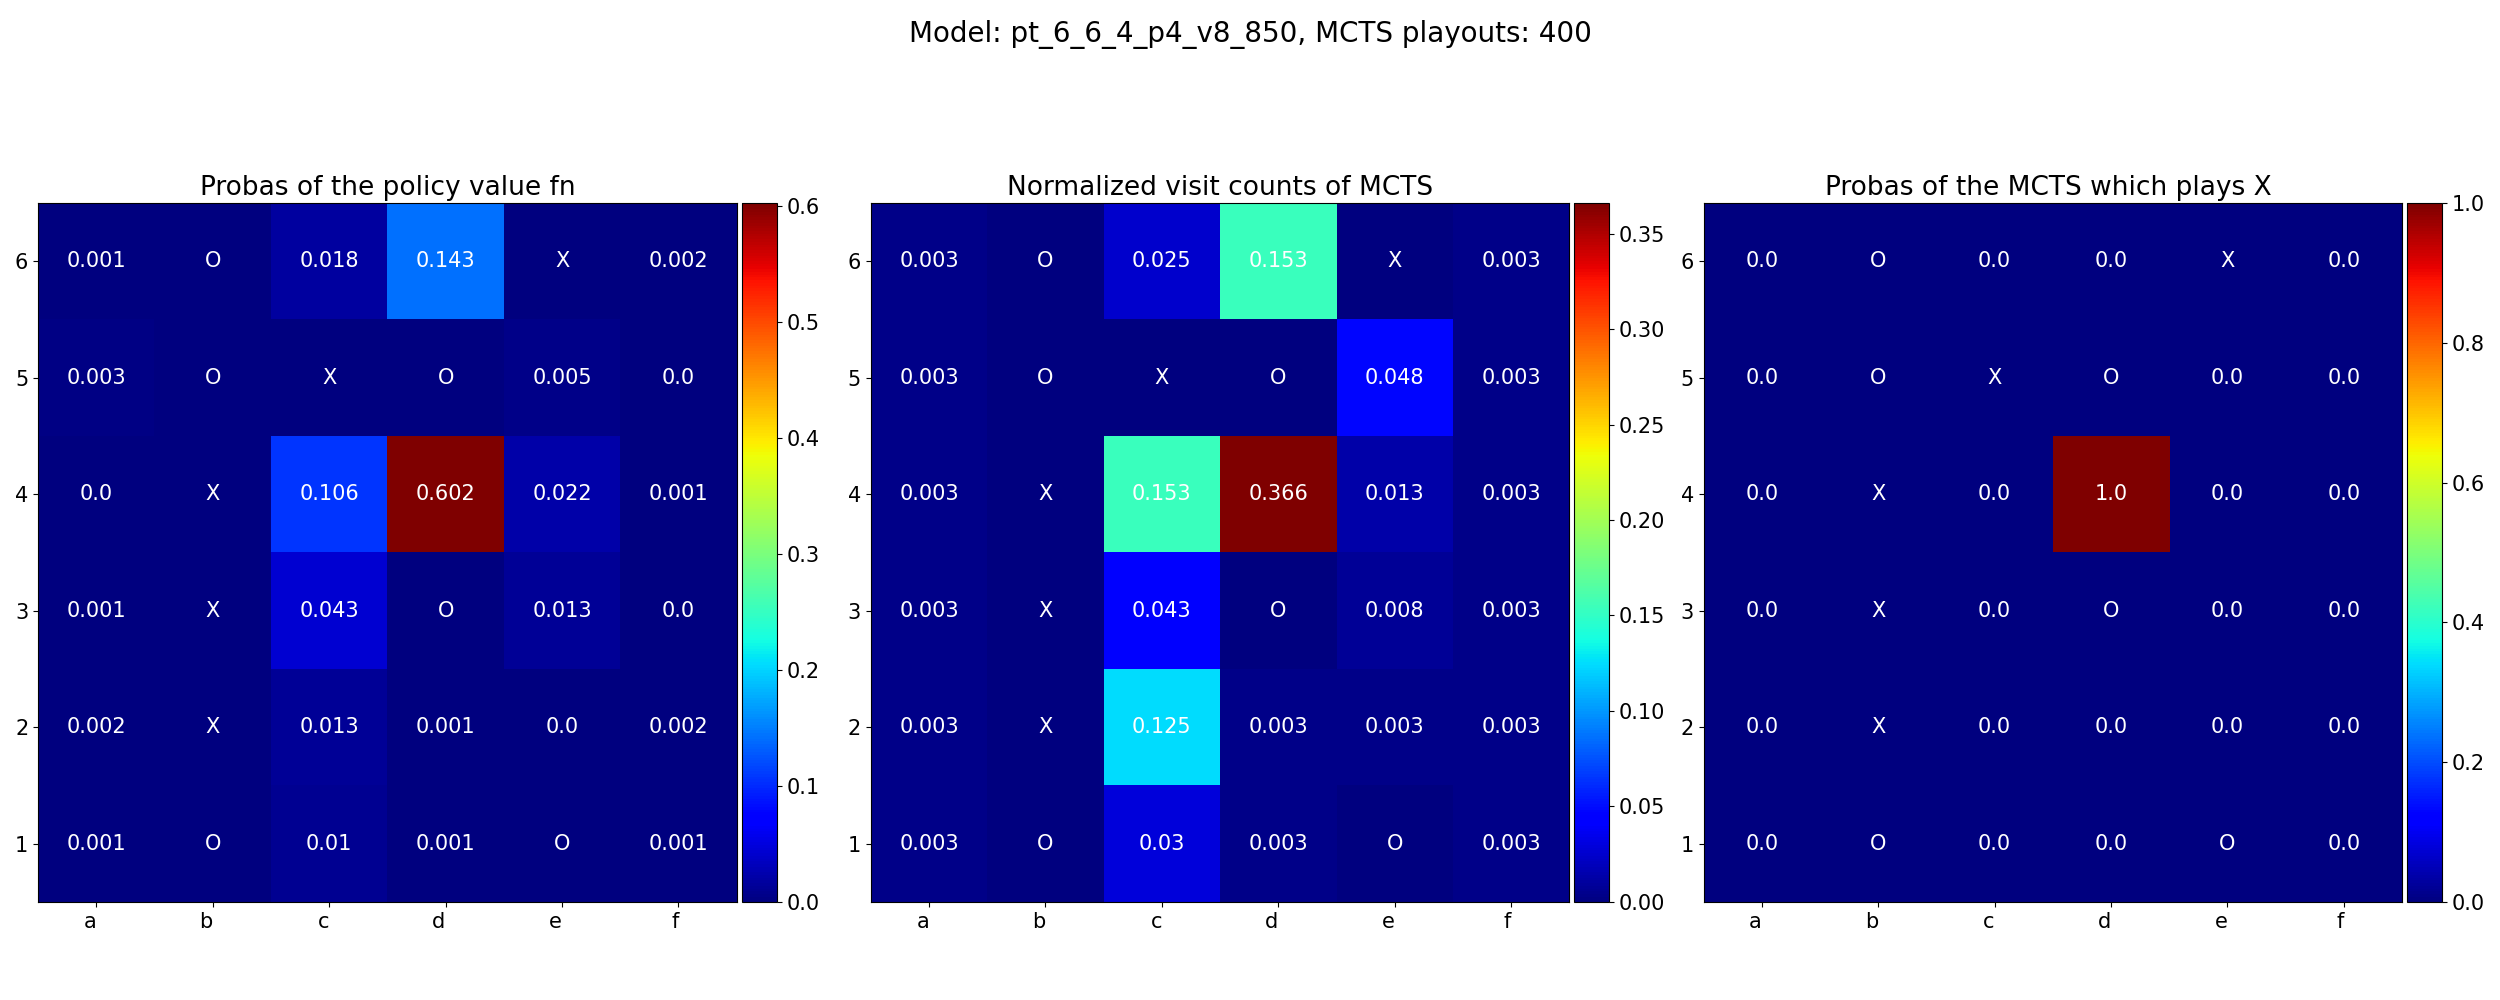 Model: pt_6_6_4_p4_v8_850, MCTS playouts: 400
Probas of the policy value fn
6 0.001 O 0.018 0.143 X 0.002
5 0.003 O X O 0.005 0.0
4 0.0 X 0.106 0.602 0.022 0.001
3 0.001 X 0.043 O 0.013 0.0
2 0.002 X 0.013 0.001 0.0 0.002
1 0.001 O 0.01 0.001 O 0.001
a b c d e f
0.6
0.5
0.4
0.3
0.2
0.1
0.0
Normalized visit counts of MCTS
6 0.003 O 0.025 0.153 X 0.003
5 0.003 O X O 0.048 0.003
4 0.003 X 0.153 0.366 0.013 0.003
3 0.003 X 0.043 O 0.008 0.003
2 0.003 X 0.125 0.003 0.003 0.003
1 0.003 O 0.03 0.003 O 0.003
a b c d e f
0.35
0.30
0.25
0.20
0.15
0.10
0.05
0.00
Probas of the MCTS which plays X
6 0.0 O 0.0 0.0 X 0.0
5 0.0 O X O 0.0 0.0
4 0.0 X 0.0 1.0 0.0 0.0
3 0.0 X 0.0 O 0.0 0.0
2 0.0 X 0.0 0.0 0.0 0.0
1 0.0 O 0.0 0.0 O 0.0
a b c d e f
1.0
0.8
0.6
0.4
0.2
0.0